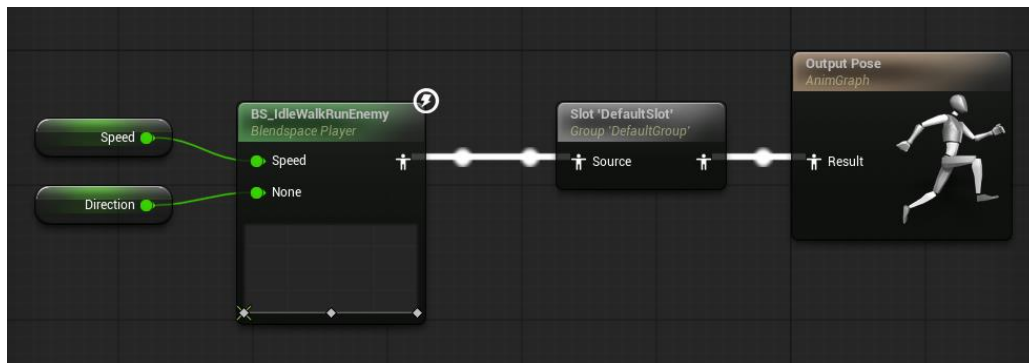 Speed
Direction
BS_IdleWalkRunEnemy
Blendspace Player
Speed
None
Slot 'DefaultSlot'
Group 'DefaultGroup'
Source
Output Pose
AnimGraph
Result